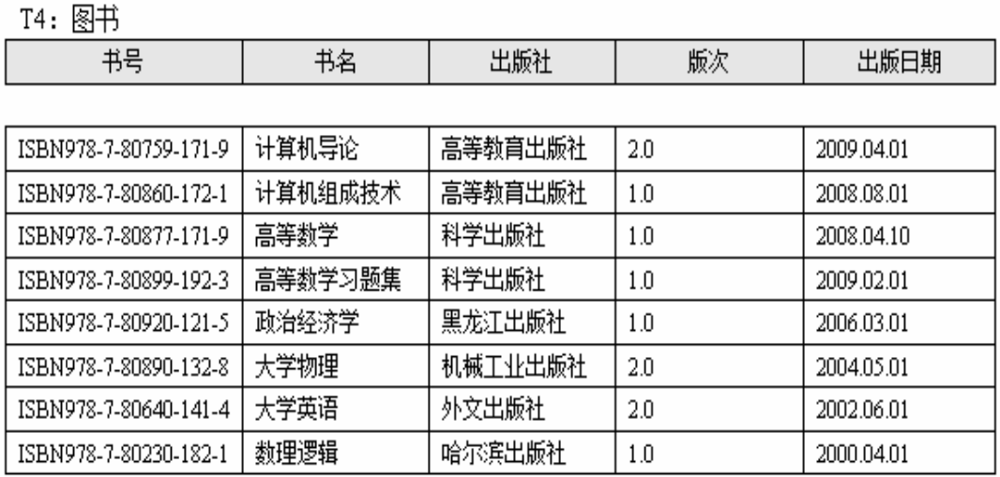 T4：图书
书号 书名 出版社 版次 出版日期
ISBN978-7-80759-171-9 计算机导论 高等教育出版社 2.0 2009.04.01
ISBN978-7-80860-172-1 计算机组成技术 高等教育出版社 1.0 2008.08.01
ISBN978-7-80877-171-9 高等数学 科学出版社 1.0 2008.04.10
ISBN978-7-80899-192-3 高等数学习题集 科学出版社 1.0 2009.02.01
ISBN978-7-80920-121-5 政治经济学 黑龙江出版社 1.0 2006.03.01
ISBN978-7-80890-132-8 大学物理 机械工业出版社 2.0 2004.05.01
ISBN978-7-80640-141-4 大学英语 外文出版社 2.0 2002.06.01
ISBN978-7-80230-182-1 数理逻辑 哈尔滨出版社 1.0 2000.04.01